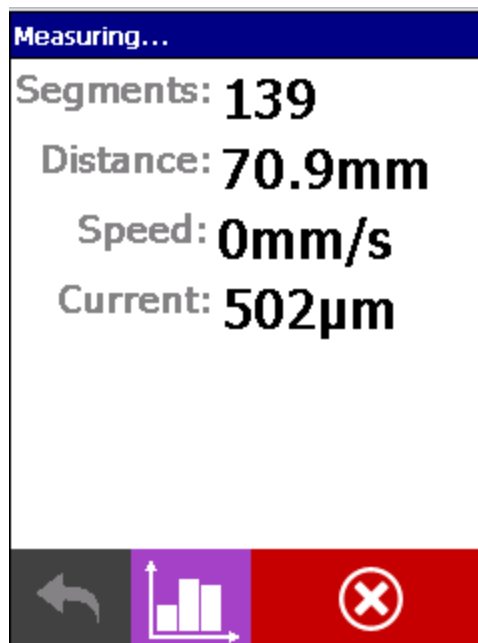 Measuring...
Segments: 139
Distance: 70.9mm
Speed: 0mm/s
Current: 502µm